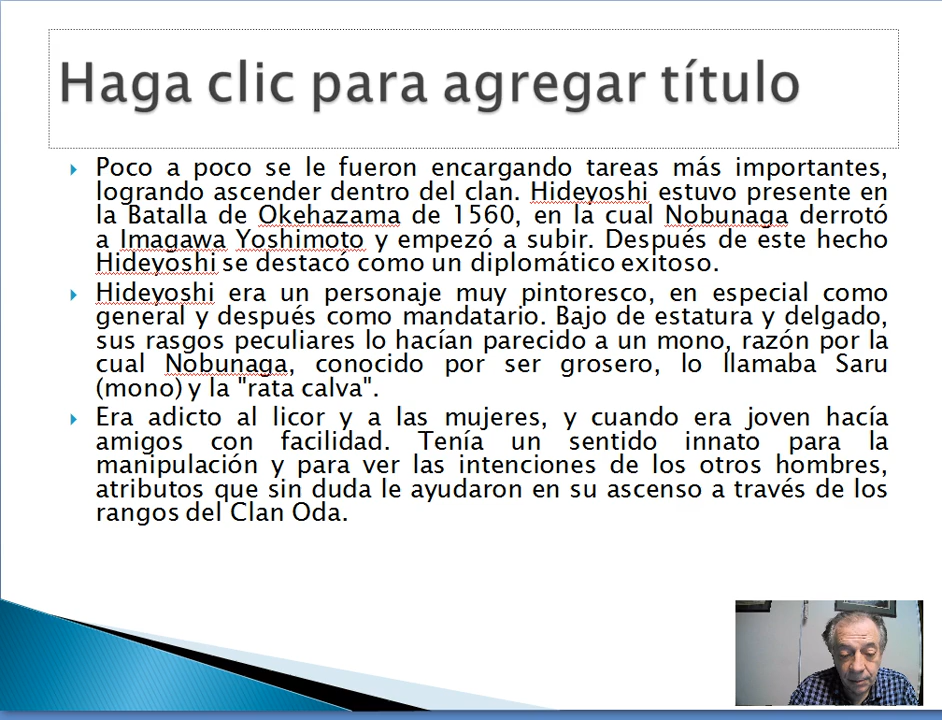 Haga clic para agregar título
Poco a poco se le fueron encargando tareas más importantes,
logrando ascender dentro del clan. Hideyoshi estuvo presente en
la Batalla de Okehazama de 1560, en la cual Nobunaga derrotó
a Imagawa Yoshimoto y empezó a subir. Después de este hecho
Hideyoshi se destacó como un diplomático exitoso.
Hideyoshi era un personaje muy pintoresco, en especial como
general y después como mandatario. Bajo de estatura y delgado,
sus rasgos peculiares lo hacían parecido a un mono, razón por la
cual Nobunaga, conocido por ser grosero, lo llamaba Saru
(mono) y la "rata calva".
Era adicto al licor y a las mujeres, y cuando era joven hacía
amigos con facilidad. Tenía un sentido innato para la
manipulación y para ver las intenciones de los otros hombres,
atributos que sin duda le ayudaron en su ascenso a través de los
rangos del Clan Oda.